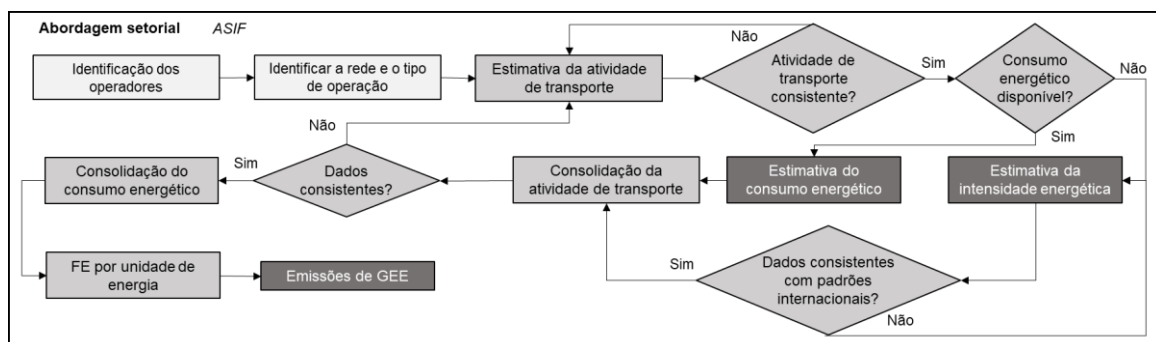 Abordagem setorial ASIF
Identificação dos
operadores
Identificar a rede e o tipo
de operação
Estimativa da atividade
de transporte
Não
Atividade de
transporte
consistente?
Sim
Consumo
energético
disponível?
Não
Sim
Consolidação do
consumo energético
Sim
Não
Dados
consistentes?
Consolidação da
atividade de transporte
Estimativa do
consumo energético
Estimativa da
intensidade energética
FE por unidade de
energia
Emissões de GEE
Sim
Dados consistentes
com padrões
internacionais?
Não